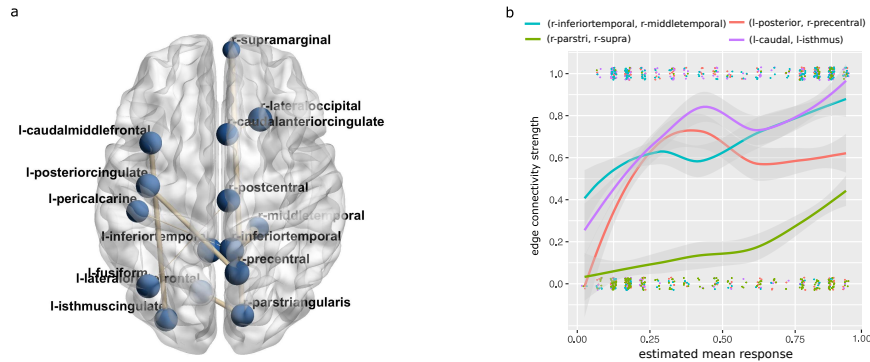 a
r-supramarginal
r-lateraloccipital
r-caudalanteriorcingulate
l-caudalmiddlefrontal
l-posteriorcingulate
r-postcentral
l-pericalcarine
r-middletemporal
l-inferiortemporal
r-inferiortemporal
r-precentral
l-fusiform
l-lateralorbitofrontal
l-isthmuscingulate
r-parstriangularis
b
(r-inferiortemporal, r-middletemporal)
(l-posterior, r-precentral)
(r-parstri, r-supra)
(l-caudal, l-isthmus)
edge connectivity strength
1,0
0,8
0,6
0,4
0,2
0,0
0.00
0.25
0.50
0.75
1.00
estimated mean response